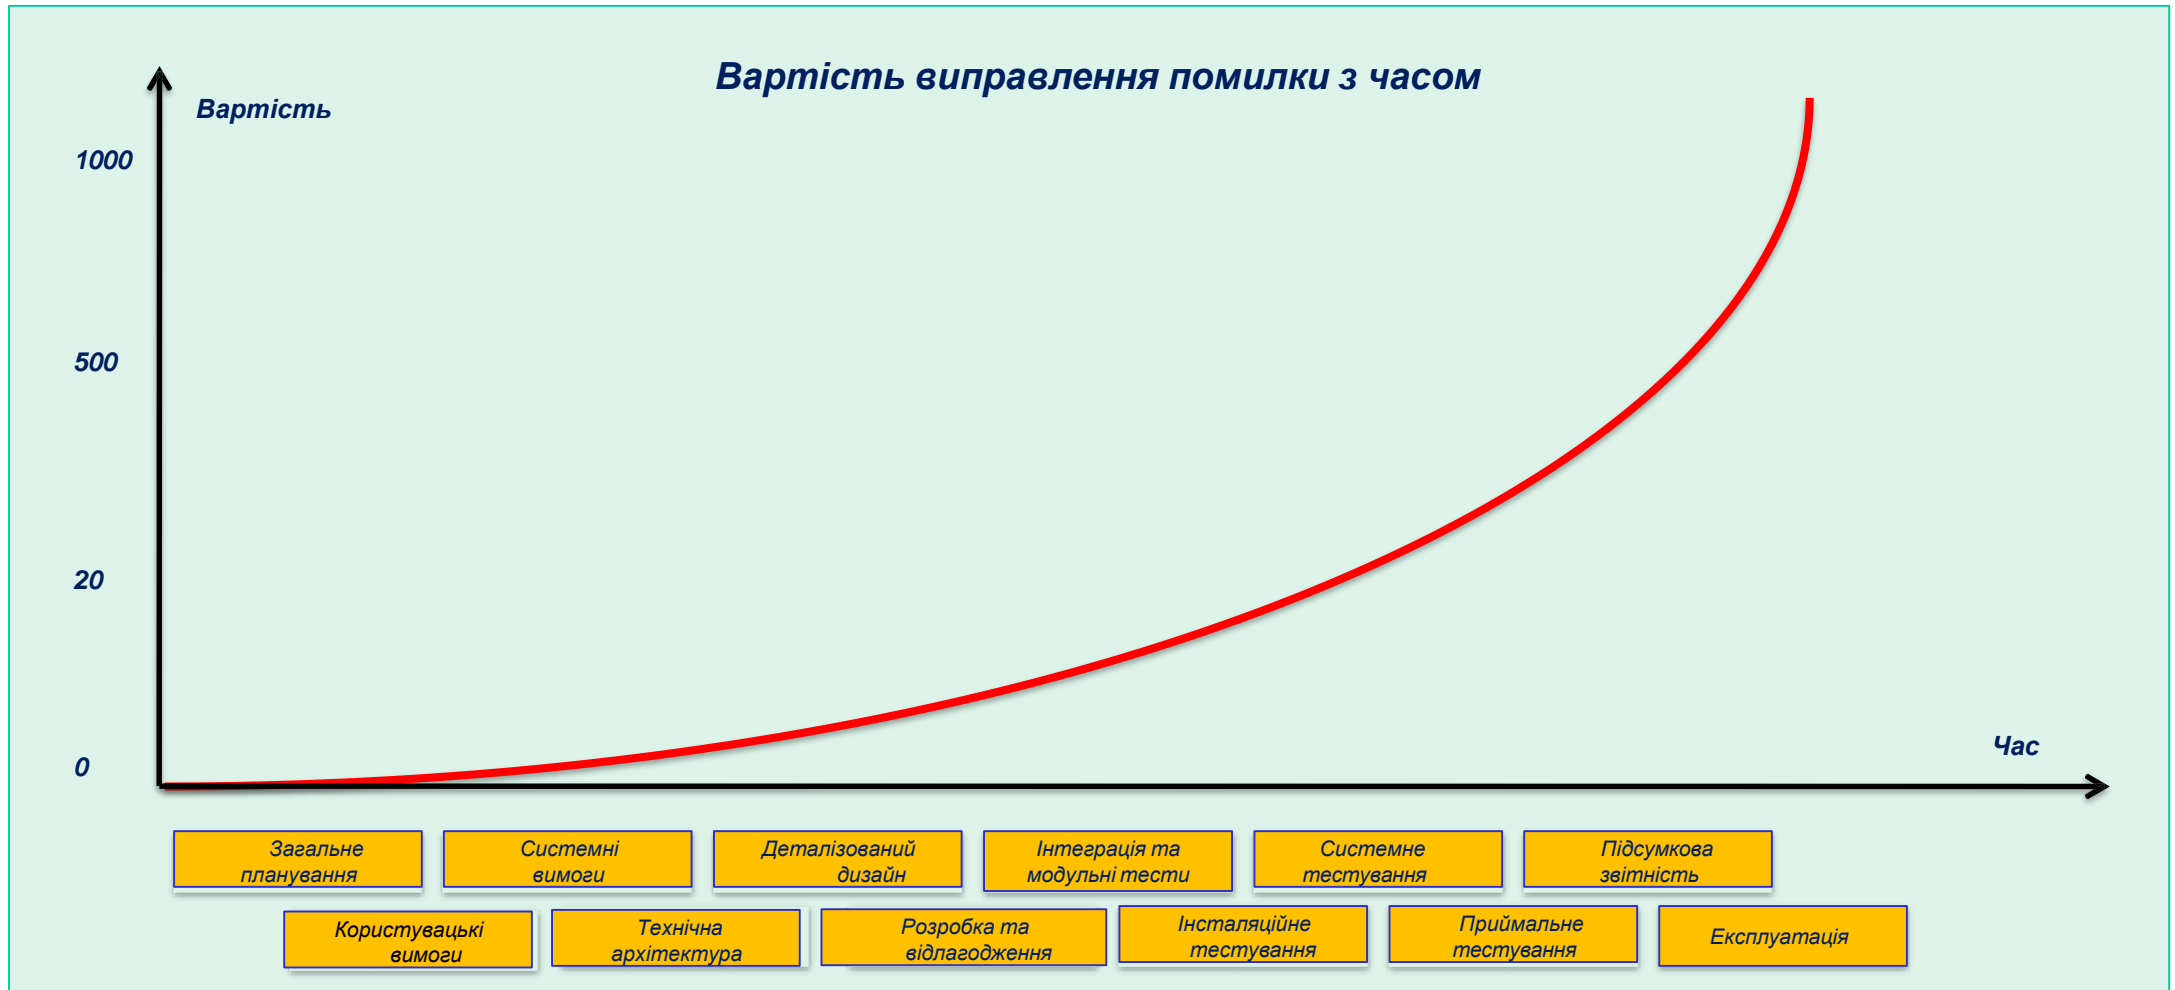 Вартість виправлення помилки з часом
Вартість
1000
500
20
0
Час
Загальне
планування
Системні
вимоги
Деталізований
дизайн
Інтеграція та
модульні тести
Системне
тестування
Підсумкова
звітність
Користувацькі
вимоги
Технічна
архітектура
Розробка та
відлагодження
Інсталяційне
тестування
Приймальне
тестування
Експлуатація